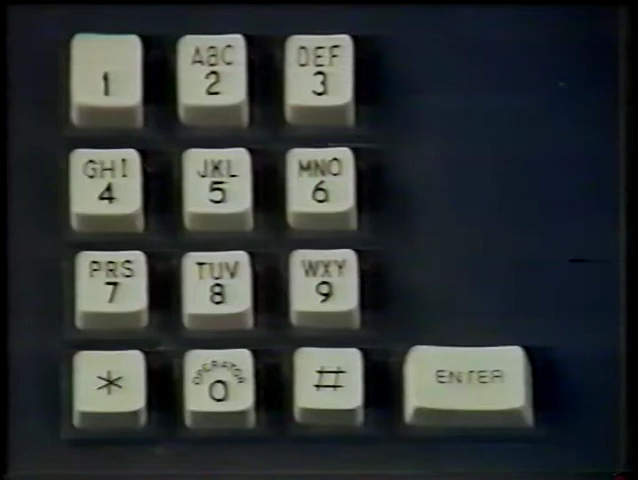 1
ABC
2
DEF
3
GHI
4
JKL
5
MNO
6
PRS
7
TUV
8
WXY
9
*
OPERATOR
0
#
ENTER